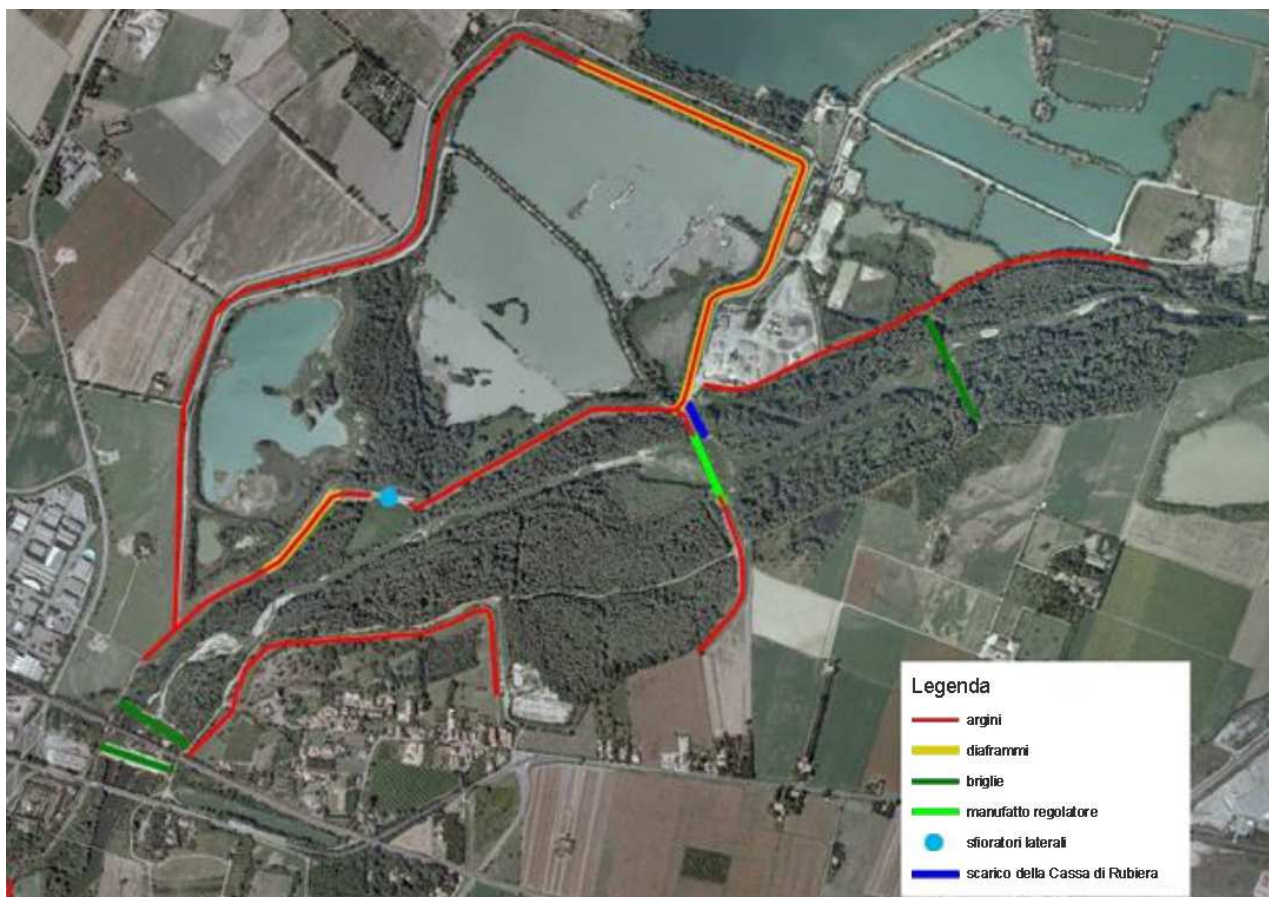 Legenda
argini
diaframmi
briglie
manufatto regolatore
sfioratori laterali
scarico della Cassa di Rubiera